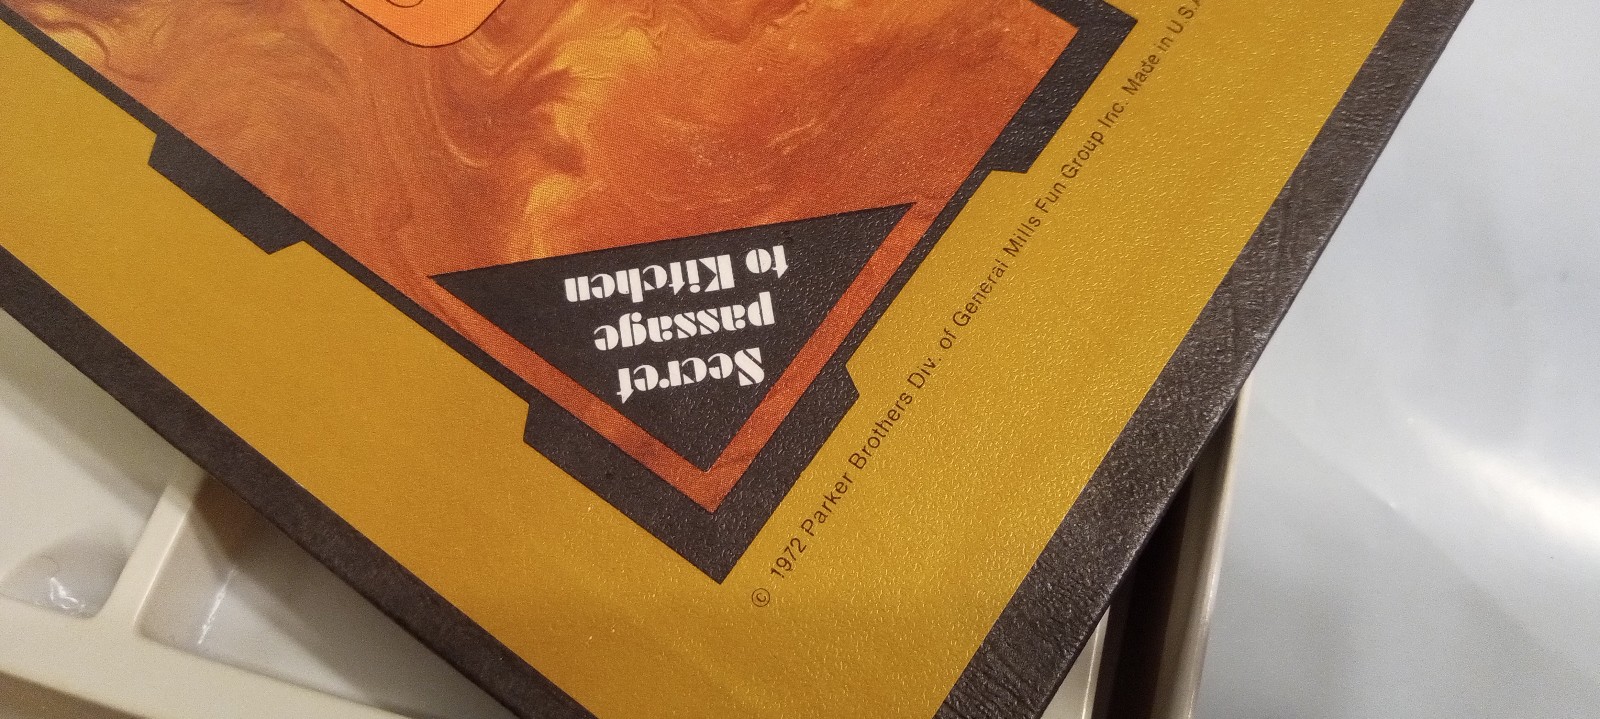 Secret
passage
to Kitchen
© 1972 Parker Brothers Div. of General Mills Fun Group Inc. Made in U.S.A